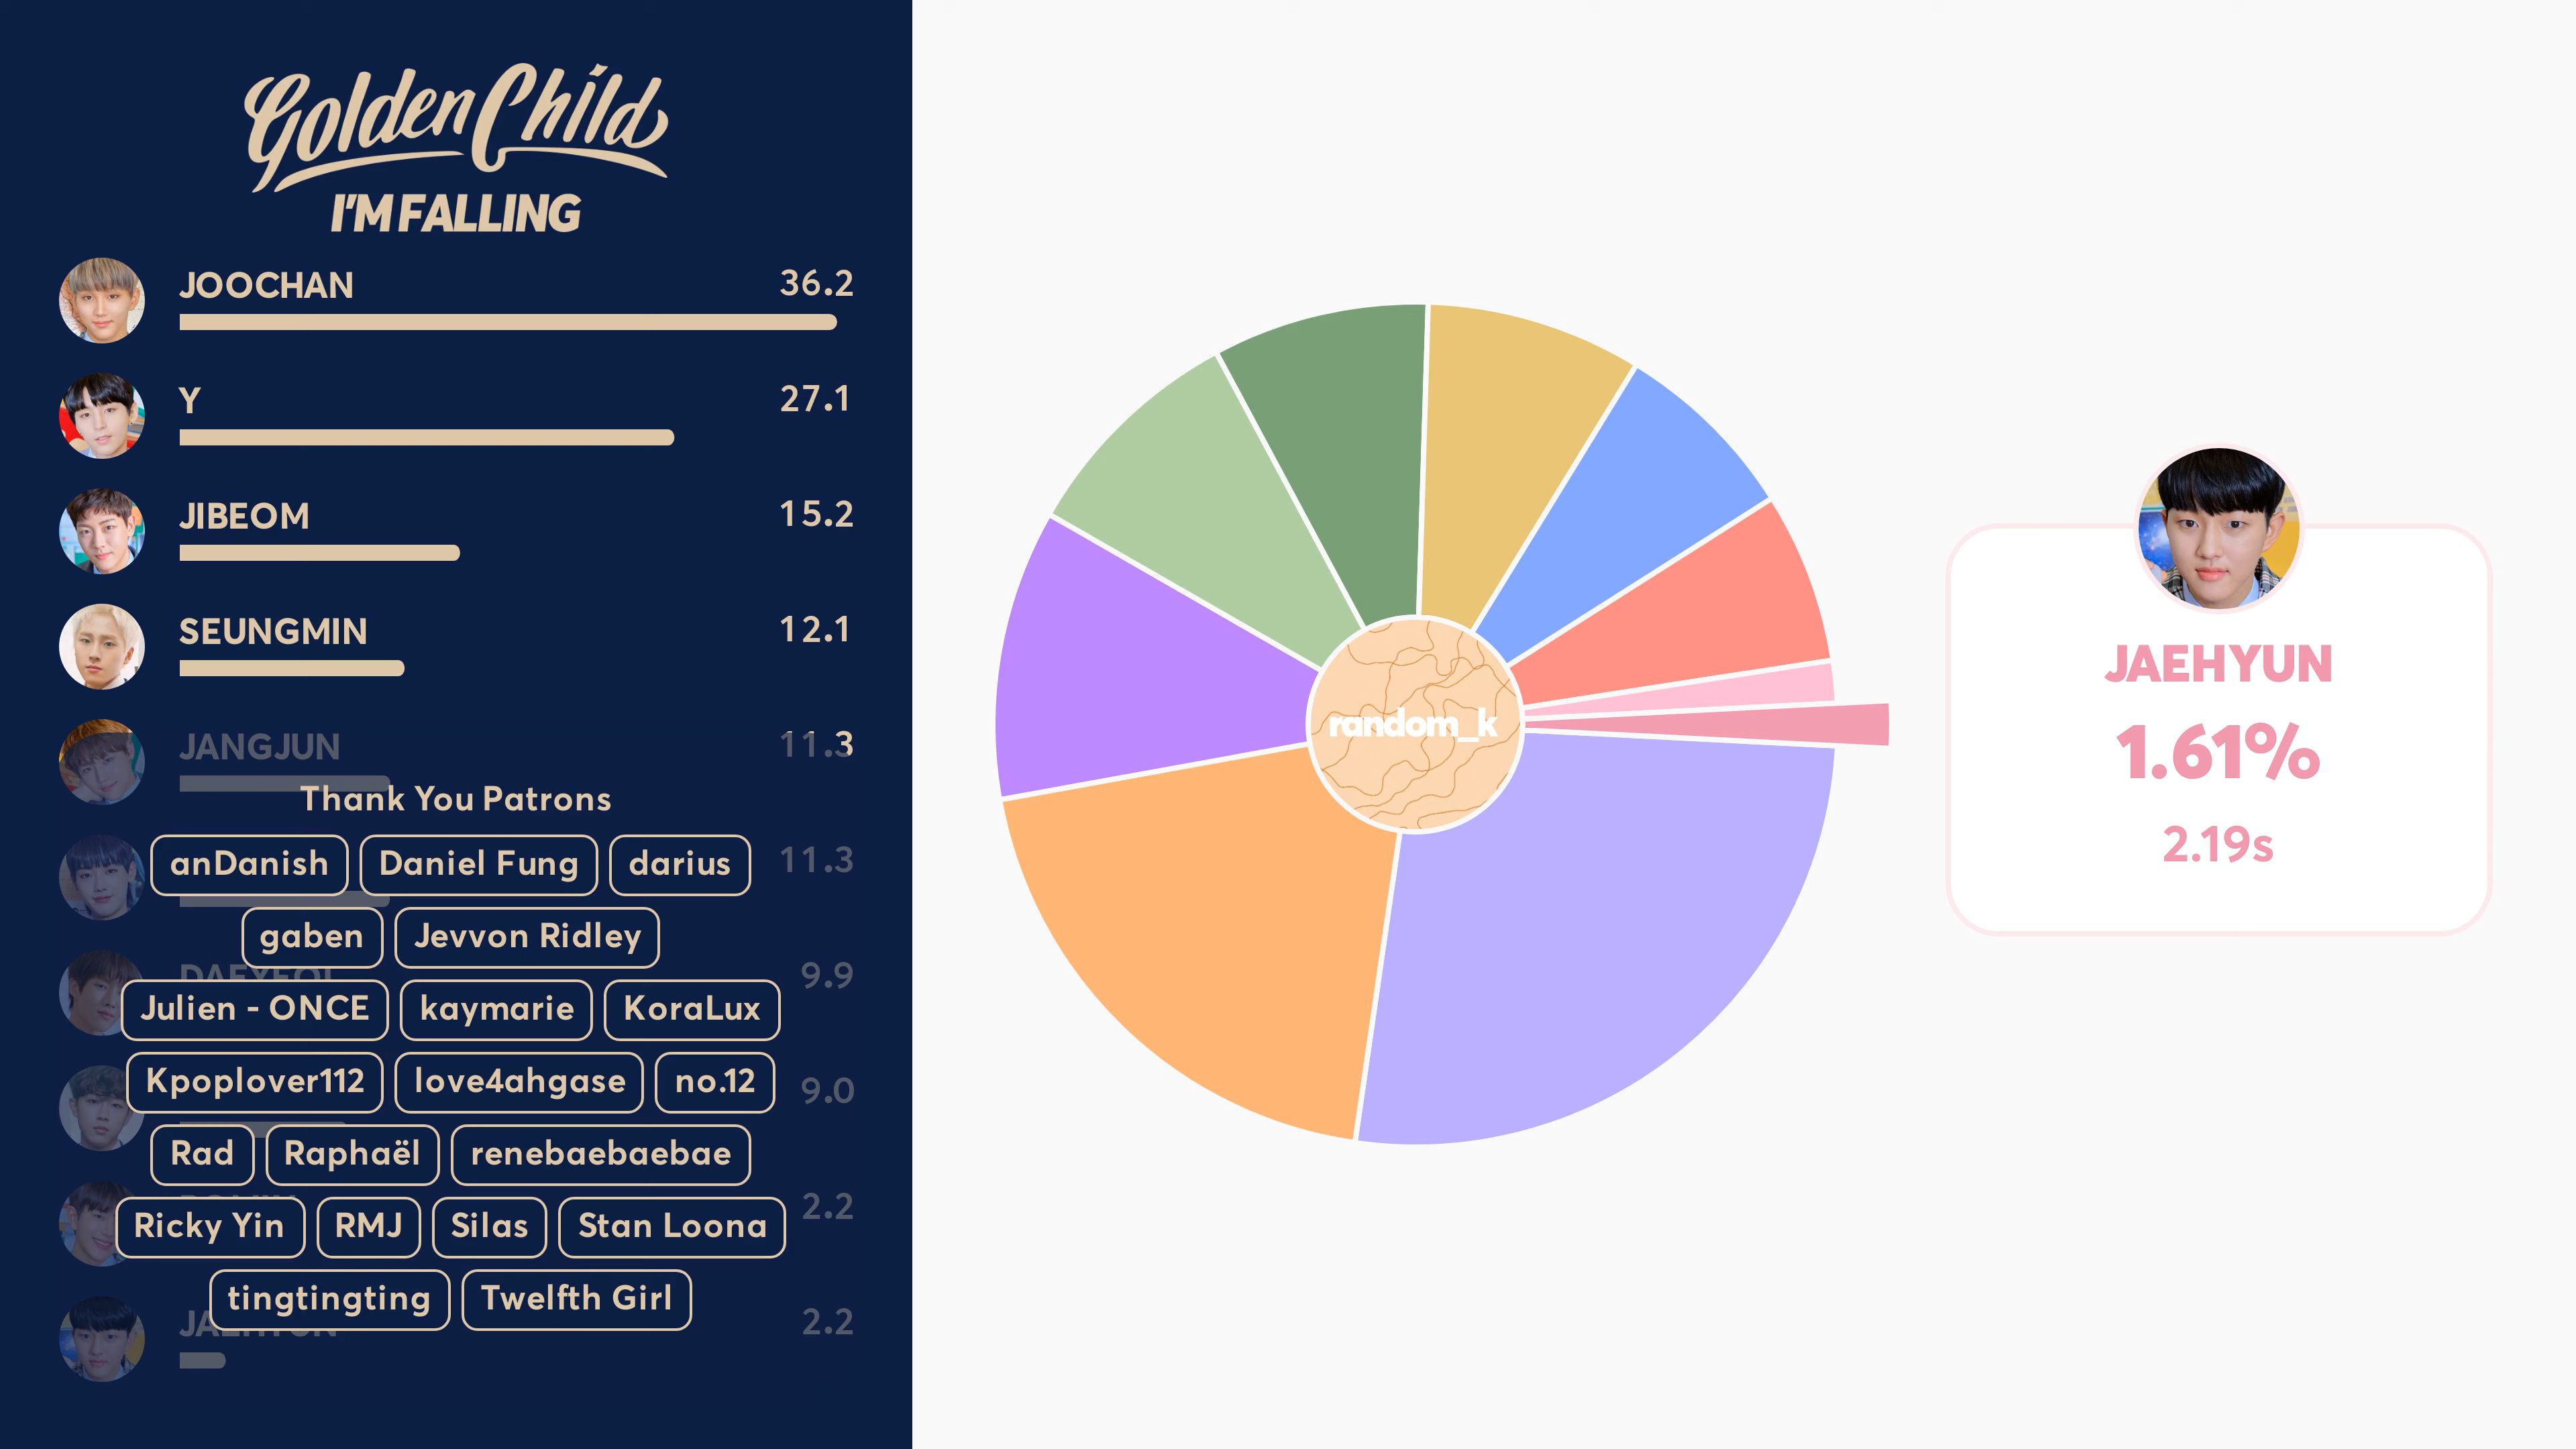 Golden Child
I'M FALLING
JOOCHAN 36.2
Y 27.1
JIBEOM 15.2
SEUNGMIN 12.1
JANGJUN 11.3
Thank You Patrons
anDanish Daniel Fung darius 11.3
gaben Jevvon Ridley
DAEYEOL 9.9
Julien - ONCE kaymarie KoraLux
Kpoplover112 love4ahgase no.12 9.0
Rad Raphaël renebaebaebae
2.2
Ricky Yin RMJ Silas Stan Loona
tingtingting Twelfth Girl
JAEHYUN 2.2
random_k
JAEHYUN
1.61%
2.19s